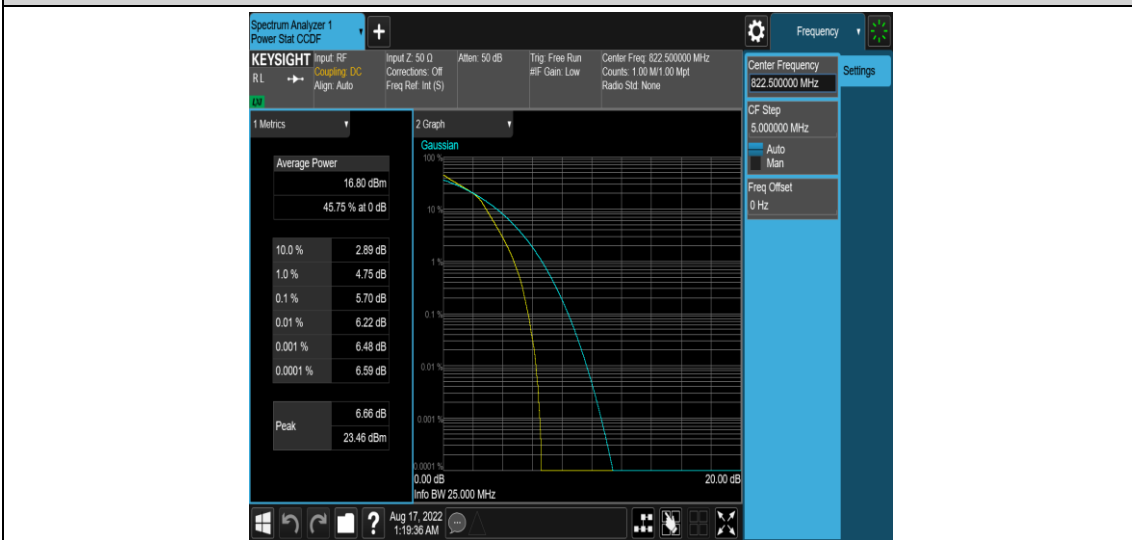 Spectrum Analyzer 1
Power Stat CCDF
Frequency
KEYSIGHT
Input: RF
Coupling: DC
Align: Auto
RL
LNI
Input Z: 50 Ω
Corrections: Off
Freq Ref: Int (S)
Atten: 50 dB
Trig: Free Run
#IF Gain: Low
Center Freq: 822.500000 MHz
Counts: 1.00 M/1.00 Mpt
Radio Std: None
Center Frequency
822.500000 MHz
Settings
CF Step
5.000000 MHz
Auto
Man
Freq Offset
0 Hz
1 Metrics
Average Power
16.80 dBm
45.75 % at 0 dB
10.0 % 2.89 dB
1.0 % 4.75 dB
0.1 % 5.70 dB
0.01 % 6.22 dB
0.001 % 6.48 dB
0.0001 % 6.59 dB
Peak
6.66 dB
23.46 dBm
2 Graph
Gaussian
100 %
10 %
1 %
0.1 %
0.01 %
0.001 %
0.0001 %
0.00 dB
20.00 dB
Info BW 25.000 MHz
?
Aug 17, 2022
1:19:36 AM